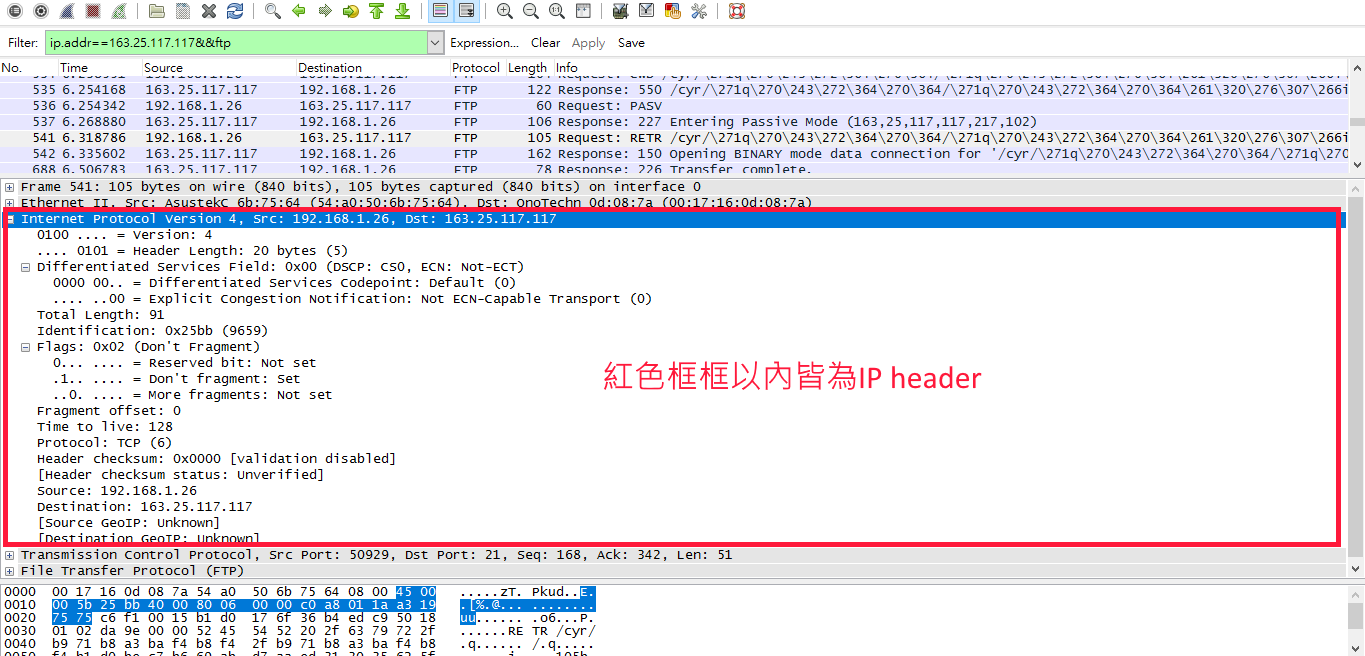 Filter: ip.addr==163.25.117.117&&ftp Expression... Clear Apply Save
No. Time Source Destination Protocol Length Info
535 6.254168 163.25.117.117 192.168.1.26 FTP 122 Response: 550 /cyr/\271q\270\243\272\364\270\364/\271q\270\243\272\364\270\364\261\320\276\307\266i
536 6.254342 192.168.1.26 163.25.117.117 FTP 60 Request: PASV
537 6.268880 163.25.117.117 192.168.1.26 FTP 106 Response: 227 Entering Passive Mode (163,25,117,117,217,102)
541 6.318786 192.168.1.26 163.25.117.117 FTP 105 Request: RETR /cyr/\271q\270\243\272\364\270\364/\271q\270\243\272\364\270\364\261\320\276\307\266i
542 6.335602 163.25.117.117 192.168.1.26 FTP 162 Response: 150 Opening BINARY mode data connection for '/cyr/\271q\270\243\272\364\270\364/\271q\270
688 6.506783 163.25.117.117 192.168.1.26 FTP 78 Response: 226 Transfer complete.
Frame 541: 105 bytes on wire (840 bits), 105 bytes captured (840 bits) on interface 0
Ethernet II, Src: AsustekC_6b:75:64 (54:a0:50:6b:75:64), Dst: OnoTechn_0d:08:7a (00:17:16:0d:08:7a)
Internet Protocol Version 4, Src: 192.168.1.26, Dst: 163.25.117.117
0100 .... = Version: 4
.... 0101 = Header Length: 20 bytes (5)
Differentiated Services Field: 0x00 (DSCP: CS0, ECN: Not-ECT)
0000 00.. = Differentiated Services Codepoint: Default (0)
.... ..00 = Explicit Congestion Notification: Not ECN-Capable Transport (0)
Total Length: 91
Identification: 0x25bb (9659)
Flags: 0x02 (Don't Fragment)
0... .... = Reserved bit: Not set
.1.. .... = Don't fragment: Set
..0. .... = More fragments: Not set
紅色框框以內皆為IP header
Fragment offset: 0
Time to live: 128
Protocol: TCP (6)
Header checksum: 0x0000 [validation disabled]
[Header checksum status: Unverified]
Source: 192.168.1.26
Destination: 163.25.117.117
[Source GeoIP: Unknown]
[Destination GeoIP: Unknown]
Transmission Control Protocol, Src Port: 50929, Dst Port: 21, Seq: 168, Ack: 342, Len: 51
File Transfer Protocol (FTP)
0000 00 17 16 0d 08 7a 54 a0 50 6b 75 64 08 00 45 00 .....zT. Pkud..E.
0010 00 5b 25 bb 40 00 80 06 00 00 c0 a8 01 1a a3 19 .[%.@... ........
0020 75 75 c6 f1 00 15 b1 d0 17 6f 36 b4 ed c9 50 18 uu...... .o6...P.
0030 01 02 da 9e 00 00 52 45 54 52 20 2f 63 79 72 2f ......RE TR /cyr/
0040 b9 71 b8 a3 ba f4 b8 f4 2f b9 71 b8 a3 ba f4 b8 .q...... /.q.....